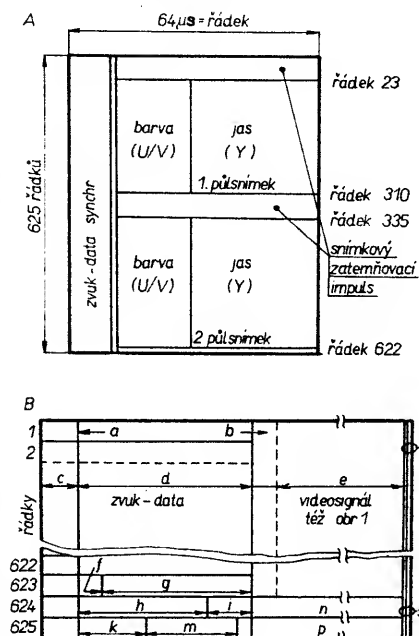 A
64µs = řádek
řádek 23
625 řádků
zvuk-data synchr
barva
(U/V)
jas
(Y)
1. půlsnímek
řádek 310
řádek 335
snímkový
zatemňovací
impuls
barva
(U/V)
jas
(Y)
2 půlsnímek
řádek 622
B
1
a
b
2
c
d
e
řádky
zvuk-data
videosignál
též obr 1
622
f
623
g
624
h
i
n
625
k
m
p